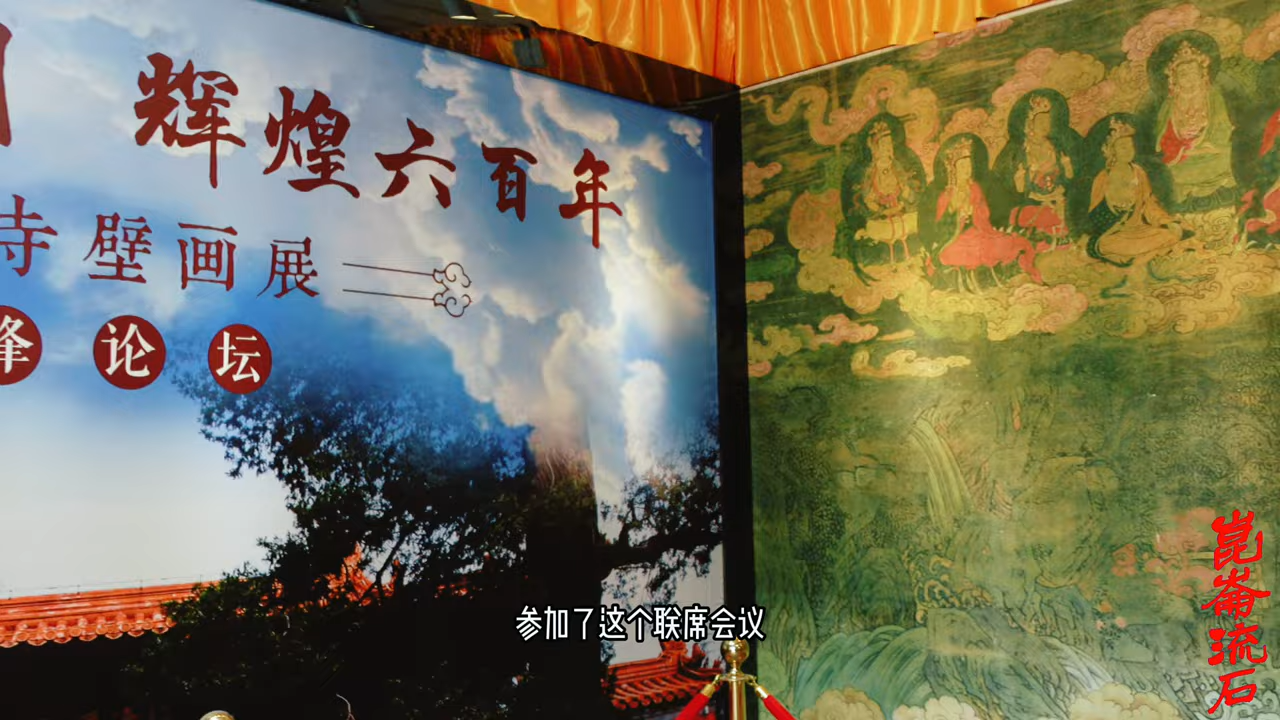 辉煌六百年
寺壁画展
峰论坛
参加了这个联席会议
崑崙流石